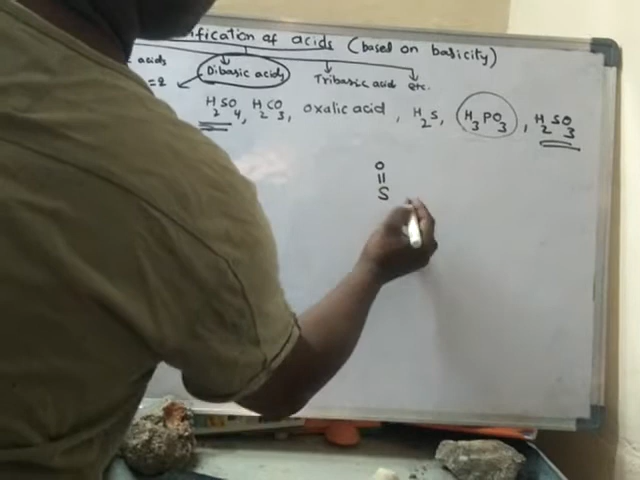 ification of acids (based on basicity)
acids Dibasic acids Tribasic acid etc.
=2
H2SO4, H2CO3, oxalic acid, H2S, H3PO3, H2SO3
O
S